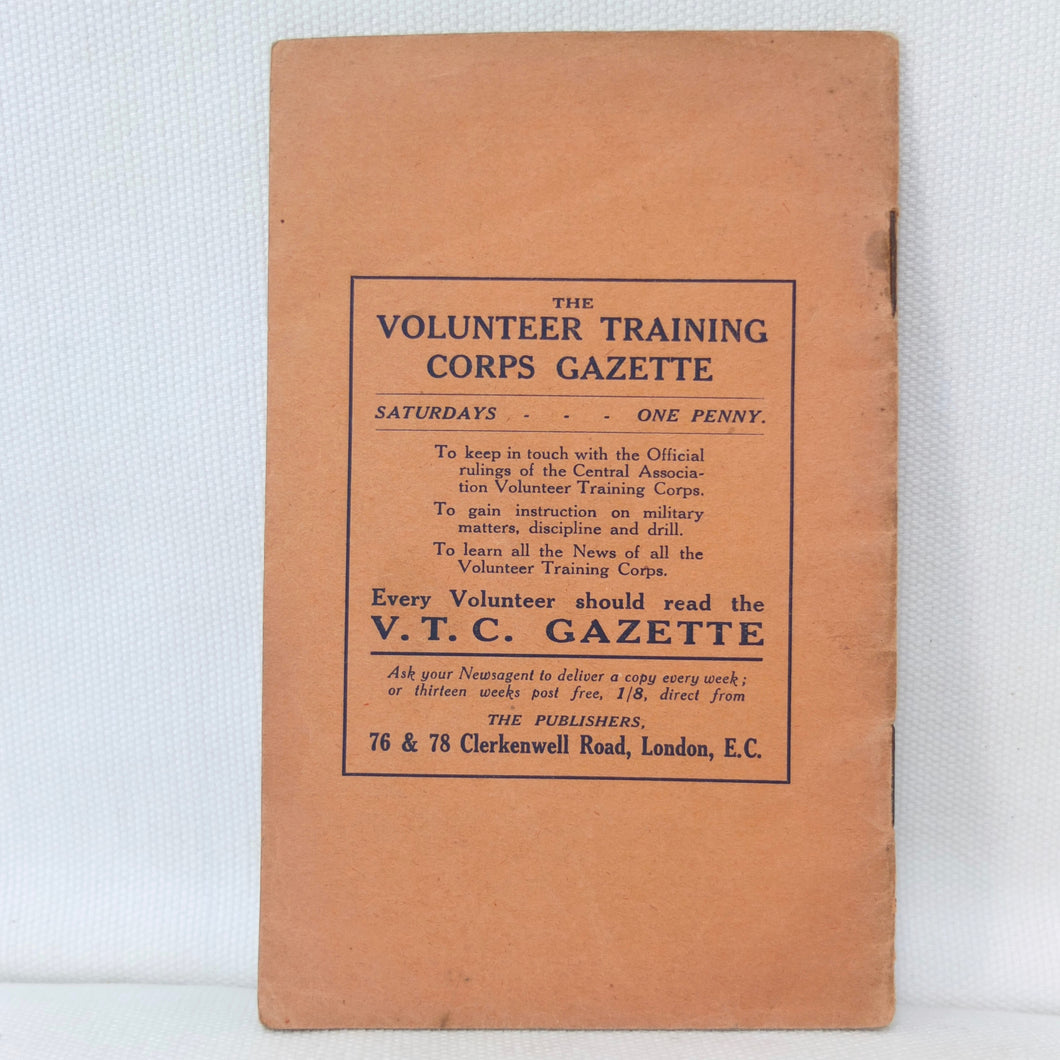 THE
VOLUNTEER TRAINING
CORPS GAZETTE
SATURDAYS - - - ONE PENNY.
To keep in touch with the Official
rulings of the Central Associa-
tion Volunteer Training Corps.
To gain instruction on military
matters, discipline and drill.
To learn all the News of all the
Volunteer Training Corps.
Every Volunteer should read the
V. T. C. GAZETTE
Ask your Newsagent to deliver a copy every week;
or thirteen weeks post free, 1/8, direct from
THE PUBLISHERS,
76 & 78 Clerkenwell Road, London, E.C.